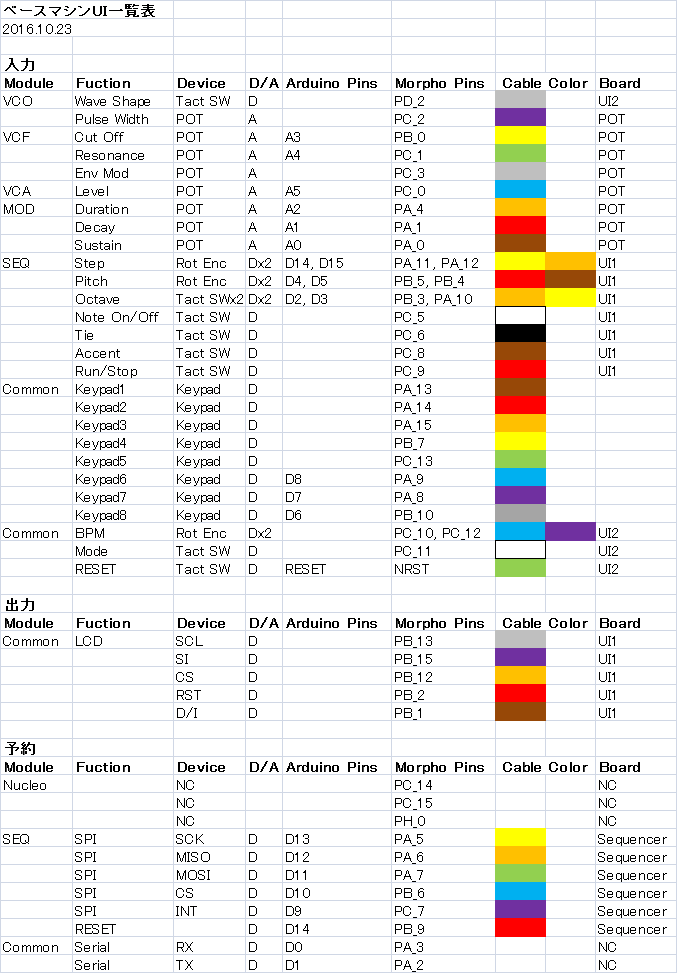 ベースマシンUI一覧表
2016.10.23
入力
Module Fuction Device D/A Arduino Pins Morpho Pins Cable Color Board
VCO Wave Shape Tact SW D PD_2 UI2
Pulse Width POT A PC_2 POT
VCF Cut Off POT A A3 PB_0 POT
Resonance POT A A4 PC_1 POT
Env Mod POT A PC_3 POT
VCA Level POT A A5 PC_0 POT
MOD Duration POT A A2 PA_4 POT
Decay POT A A1 PA_1 POT
Sustain POT A A0 PA_0 POT
SEQ Step Rot Enc Dx2 D14, D15 PA_11, PA_12 UI1
Pitch Rot Enc Dx2 D4, D5 PB_5, PB_4 UI1
Octave Tact SWx2 Dx2 D2, D3 PB_3, PA_10 UI1
Note On/Off Tact SW D PC_5 UI1
Tie Tact SW D PC_6 UI1
Accent Tact SW D PC_8 UI1
Run/Stop Tact SW D PC_9 UI1
Common Keypad1 Keypad D PA_13
Keypad2 Keypad D PA_14
Keypad3 Keypad D PA_15
Keypad4 Keypad D PB_7
Keypad5 Keypad D PC_13
Keypad6 Keypad D D8 PA_9
Keypad7 Keypad D D7 PA_8
Keypad8 Keypad D D6 PB_10
Common BPM Rot Enc Dx2 PC_10, PC_12 UI2
Mode Tact SW D PC_11 UI2
RESET Tact SW D RESET NRST UI2
出力
Module Fuction Device D/A Arduino Pins Morpho Pins Cable Color Board
Common LCD SCL D PB_13 UI1
SI D PB_15 UI1
CS D PB_12 UI1
RST D PB_2 UI1
D/I D PB_1 UI1
予約
Module Fuction Device D/A Arduino Pins Morpho Pins Cable Color Board
Nucleo NC PC_14 NC
NC PC_15 NC
NC PH_0 NC
SEQ SPI SCK D D13 PA_5 Sequencer
SPI MISO D D12 PA_6 Sequencer
SPI MOSI D D11 PA_7 Sequencer
SPI CS D D10 PB_6 Sequencer
SPI INT D D9 PC_7 Sequencer
RESET D D14 PB_9 Sequencer
Common Serial RX D D0 PA_3 NC
Serial TX D D1 PA_2 NC